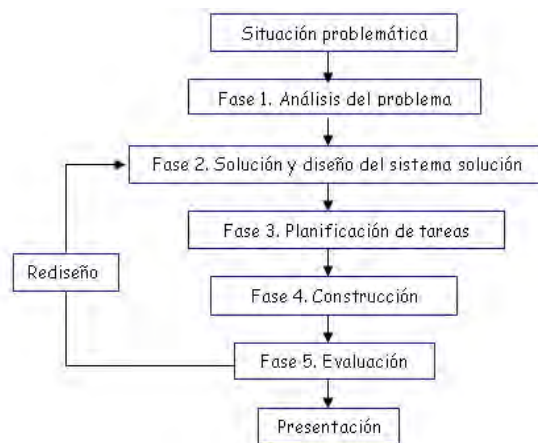 Situación problemática
Fase 1. Análisis del problema
Fase 2. Solución y diseño del sistema solución
Fase 3. Planificación de tareas
Rediseño
Fase 4. Construcción
Fase 5. Evaluación
Presentación